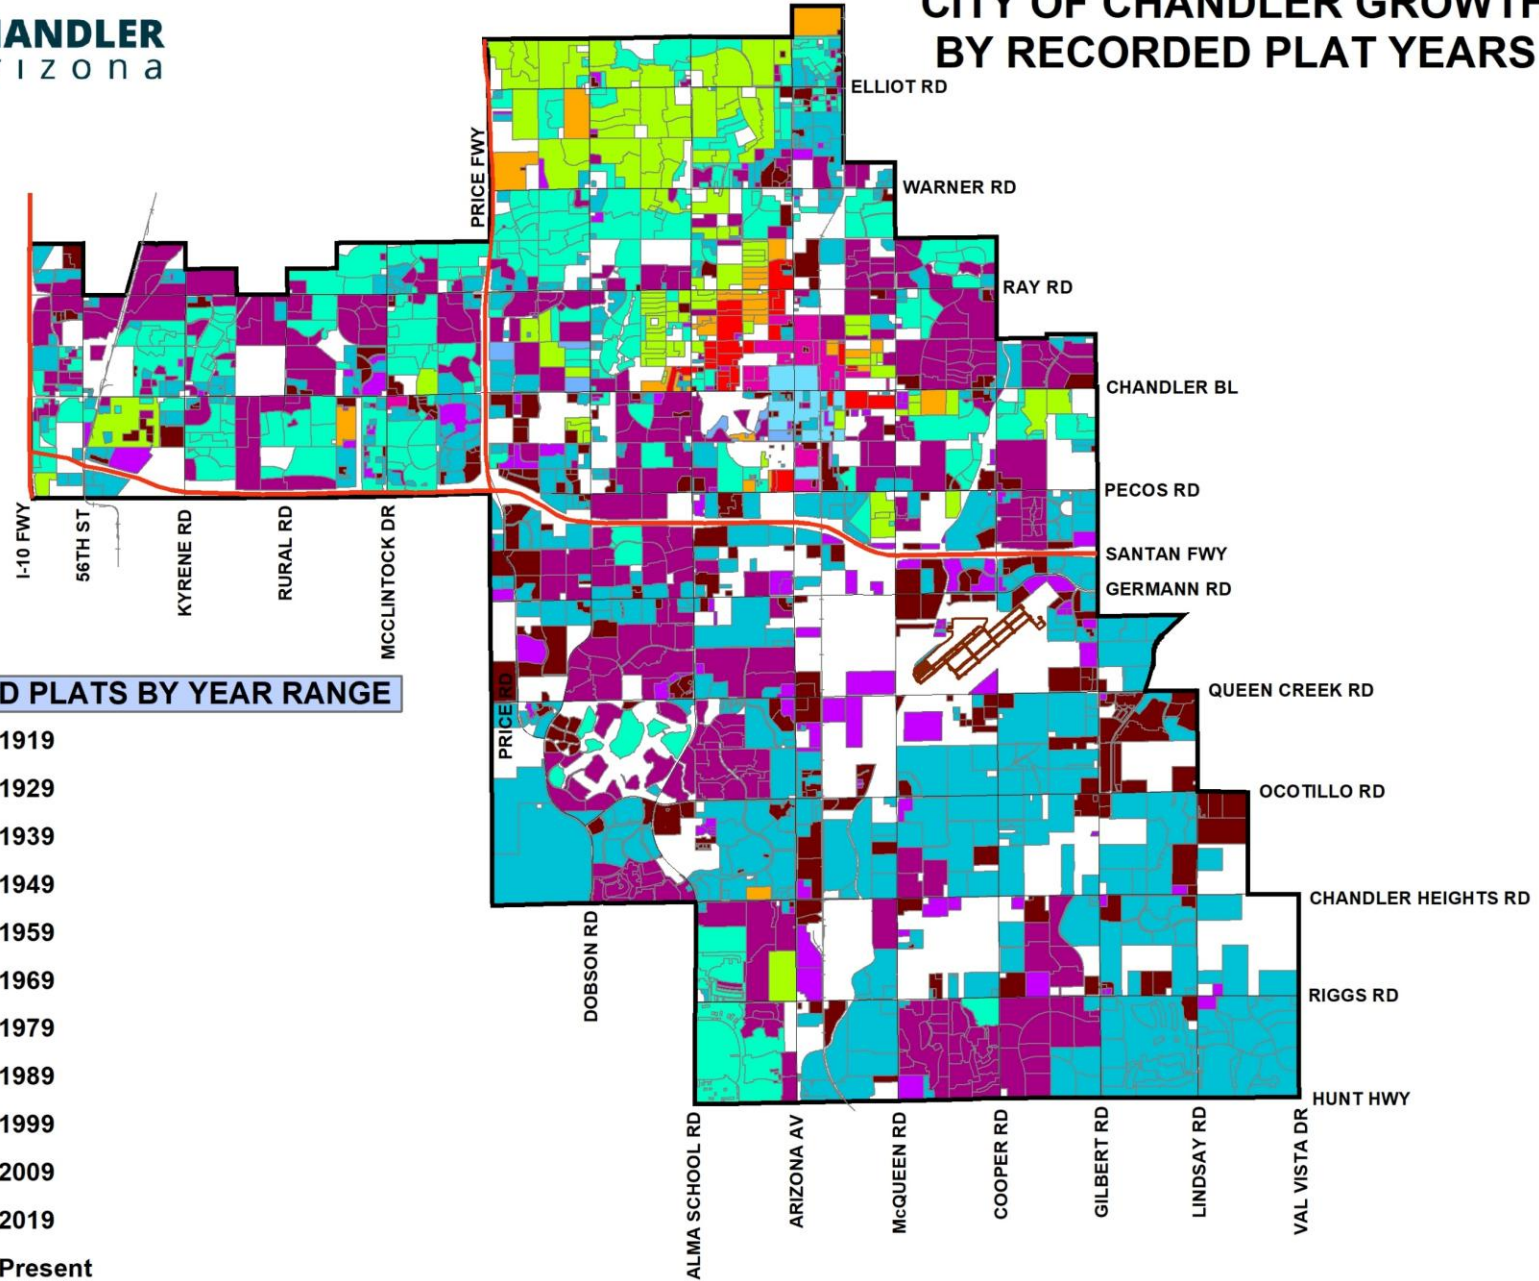 HANDLER
rizona
CITY OF CHANDLER GROWTH
BY RECORDED PLAT YEARS
ELLIOT RD
PRICE FWY
WARNER RD
RAY RD
CHANDLER BL
PECOS RD
I-10 FWY
56TH ST
KYRENE RD
RURAL RD
MCCLINTOCK DR
SANTAN FWY
GERMANN RD
D PLATS BY YEAR RANGE
PRICE RD
QUEEN CREEK RD
1919
1929
OCOTILLO RD
1939
1949
CHANDLER HEIGHTS RD
1959
DOBSON RD
1969
RIGGS RD
1979
1989
HUNT HWY
1999
ALMA SCHOOL RD
ARIZONA AV
McQUEEN RD
COOPER RD
GILBERT RD
LINDSAY RD
VAL VISTA DR
2009
2019
Present